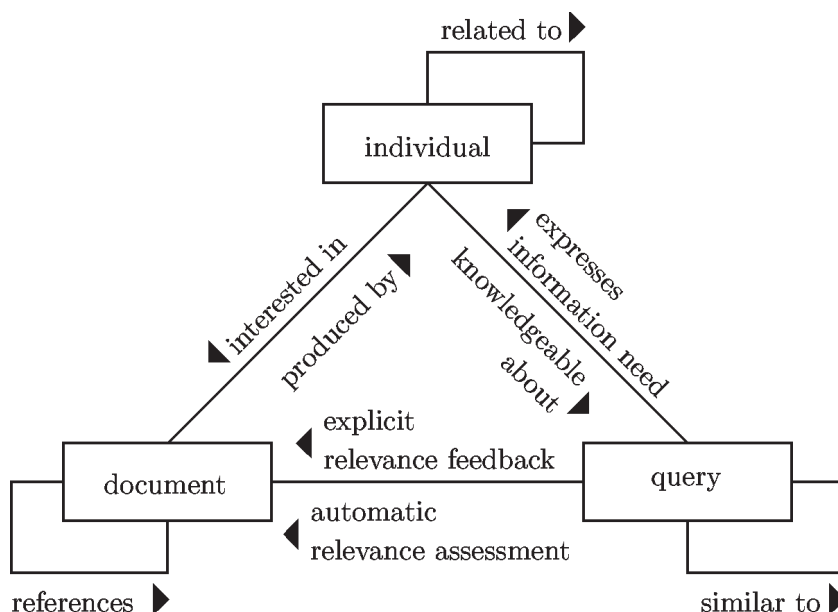 related to
individual
interested in
produced by
expresses
information need
knowledgeable
about
explicit
relevance feedback
document
query
automatic
relevance assessment
references
similar to